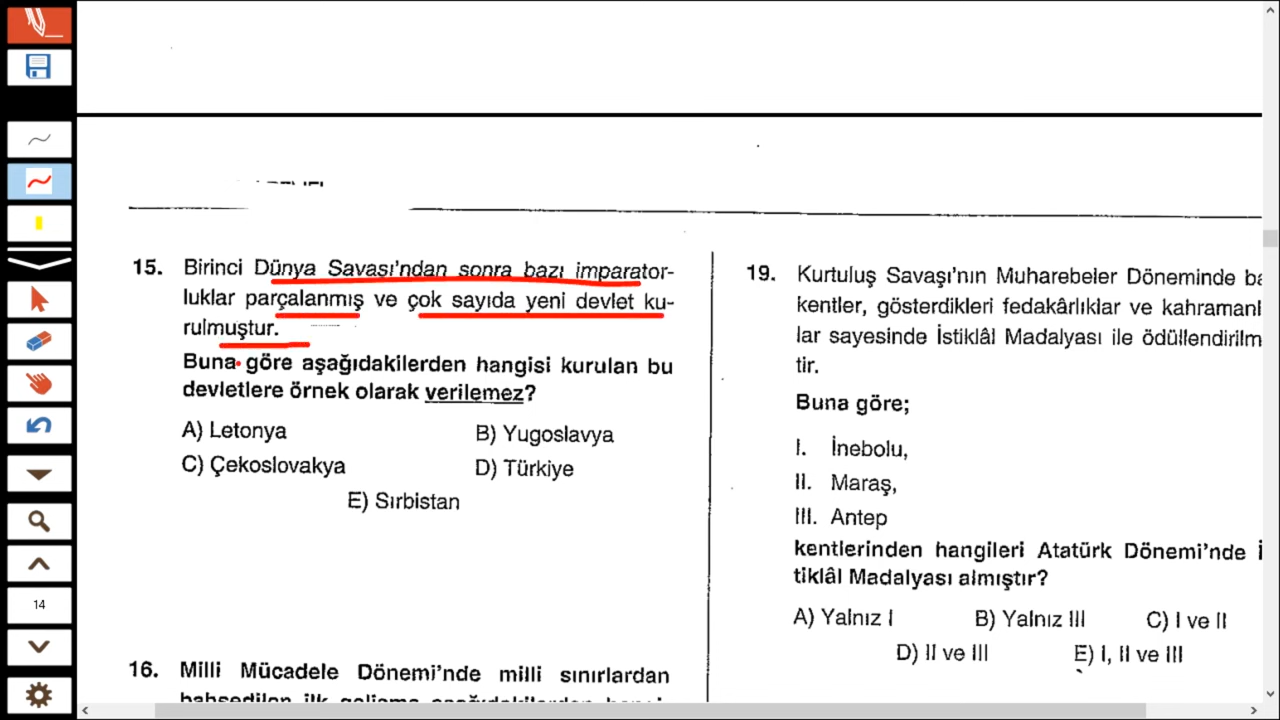 15. Birinci Dünya Savaşı'ndan sonra bazı imparator-
luklar parçalanmış ve çok sayıda yeni devlet ku-
rulmuştur.
Buna göre aşağıdakilerden hangisi kurulan bu
devletlere örnek olarak verilemez?
A) Letonya
B) Yugoslavya
C) Çekoslovakya
D) Türkiye
E) Sırbistan
16. Milli Mücadele Dönemi'nde milli sınırlardan
19. Kurtuluş Savaşı'nın Muharebeler Döneminde
kentler, gösterdikleri fedakârlıklar ve kahramanl
lar sayesinde İstiklâl Madalyası ile ödüllendirilm
tir.
Buna göre;
I. İnebolu,
II. Maraş,
III. Antep
kentlerinden hangileri Atatürk Dönemi'nde İ
tiklâl Madalyası almıştır?
A) Yalnız I
B) Yalnız III
C) I ve II
D) II ve III
E) I, II ve III
14